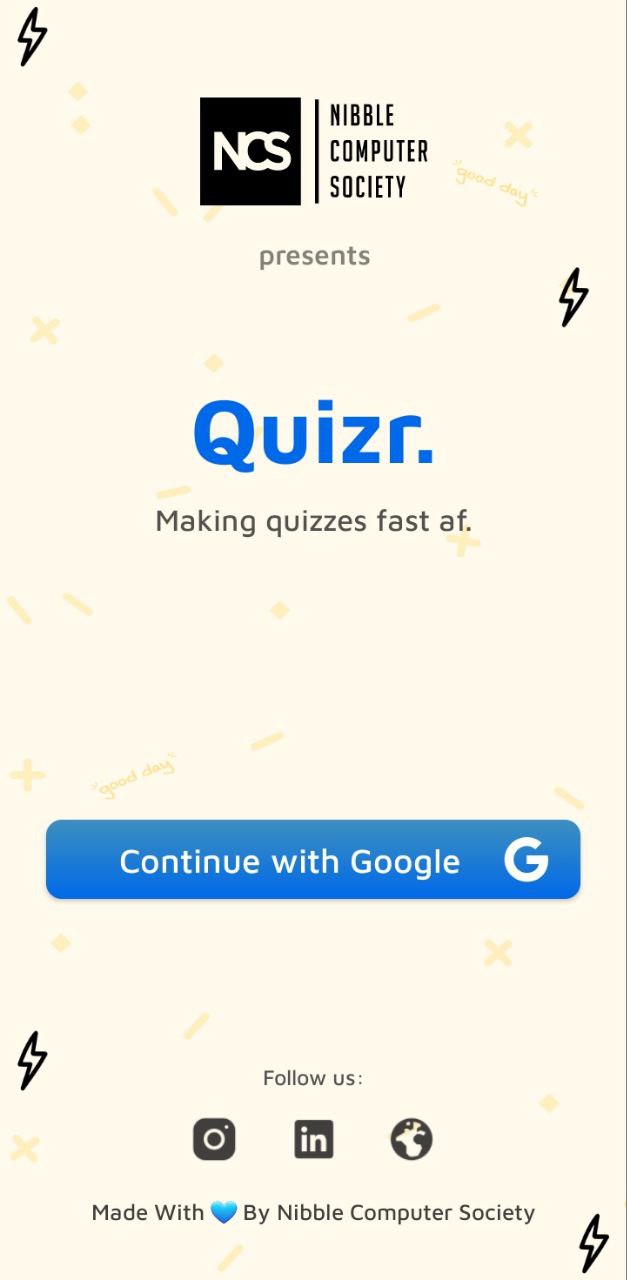 NCS
NIBBLE
COMPUTER
SOCIETY
good day
presents
Quizr.
Making quizzes fast af.
good day
Continue with Google
G
Follow us:
in
Made With 💙 By Nibble Computer Society